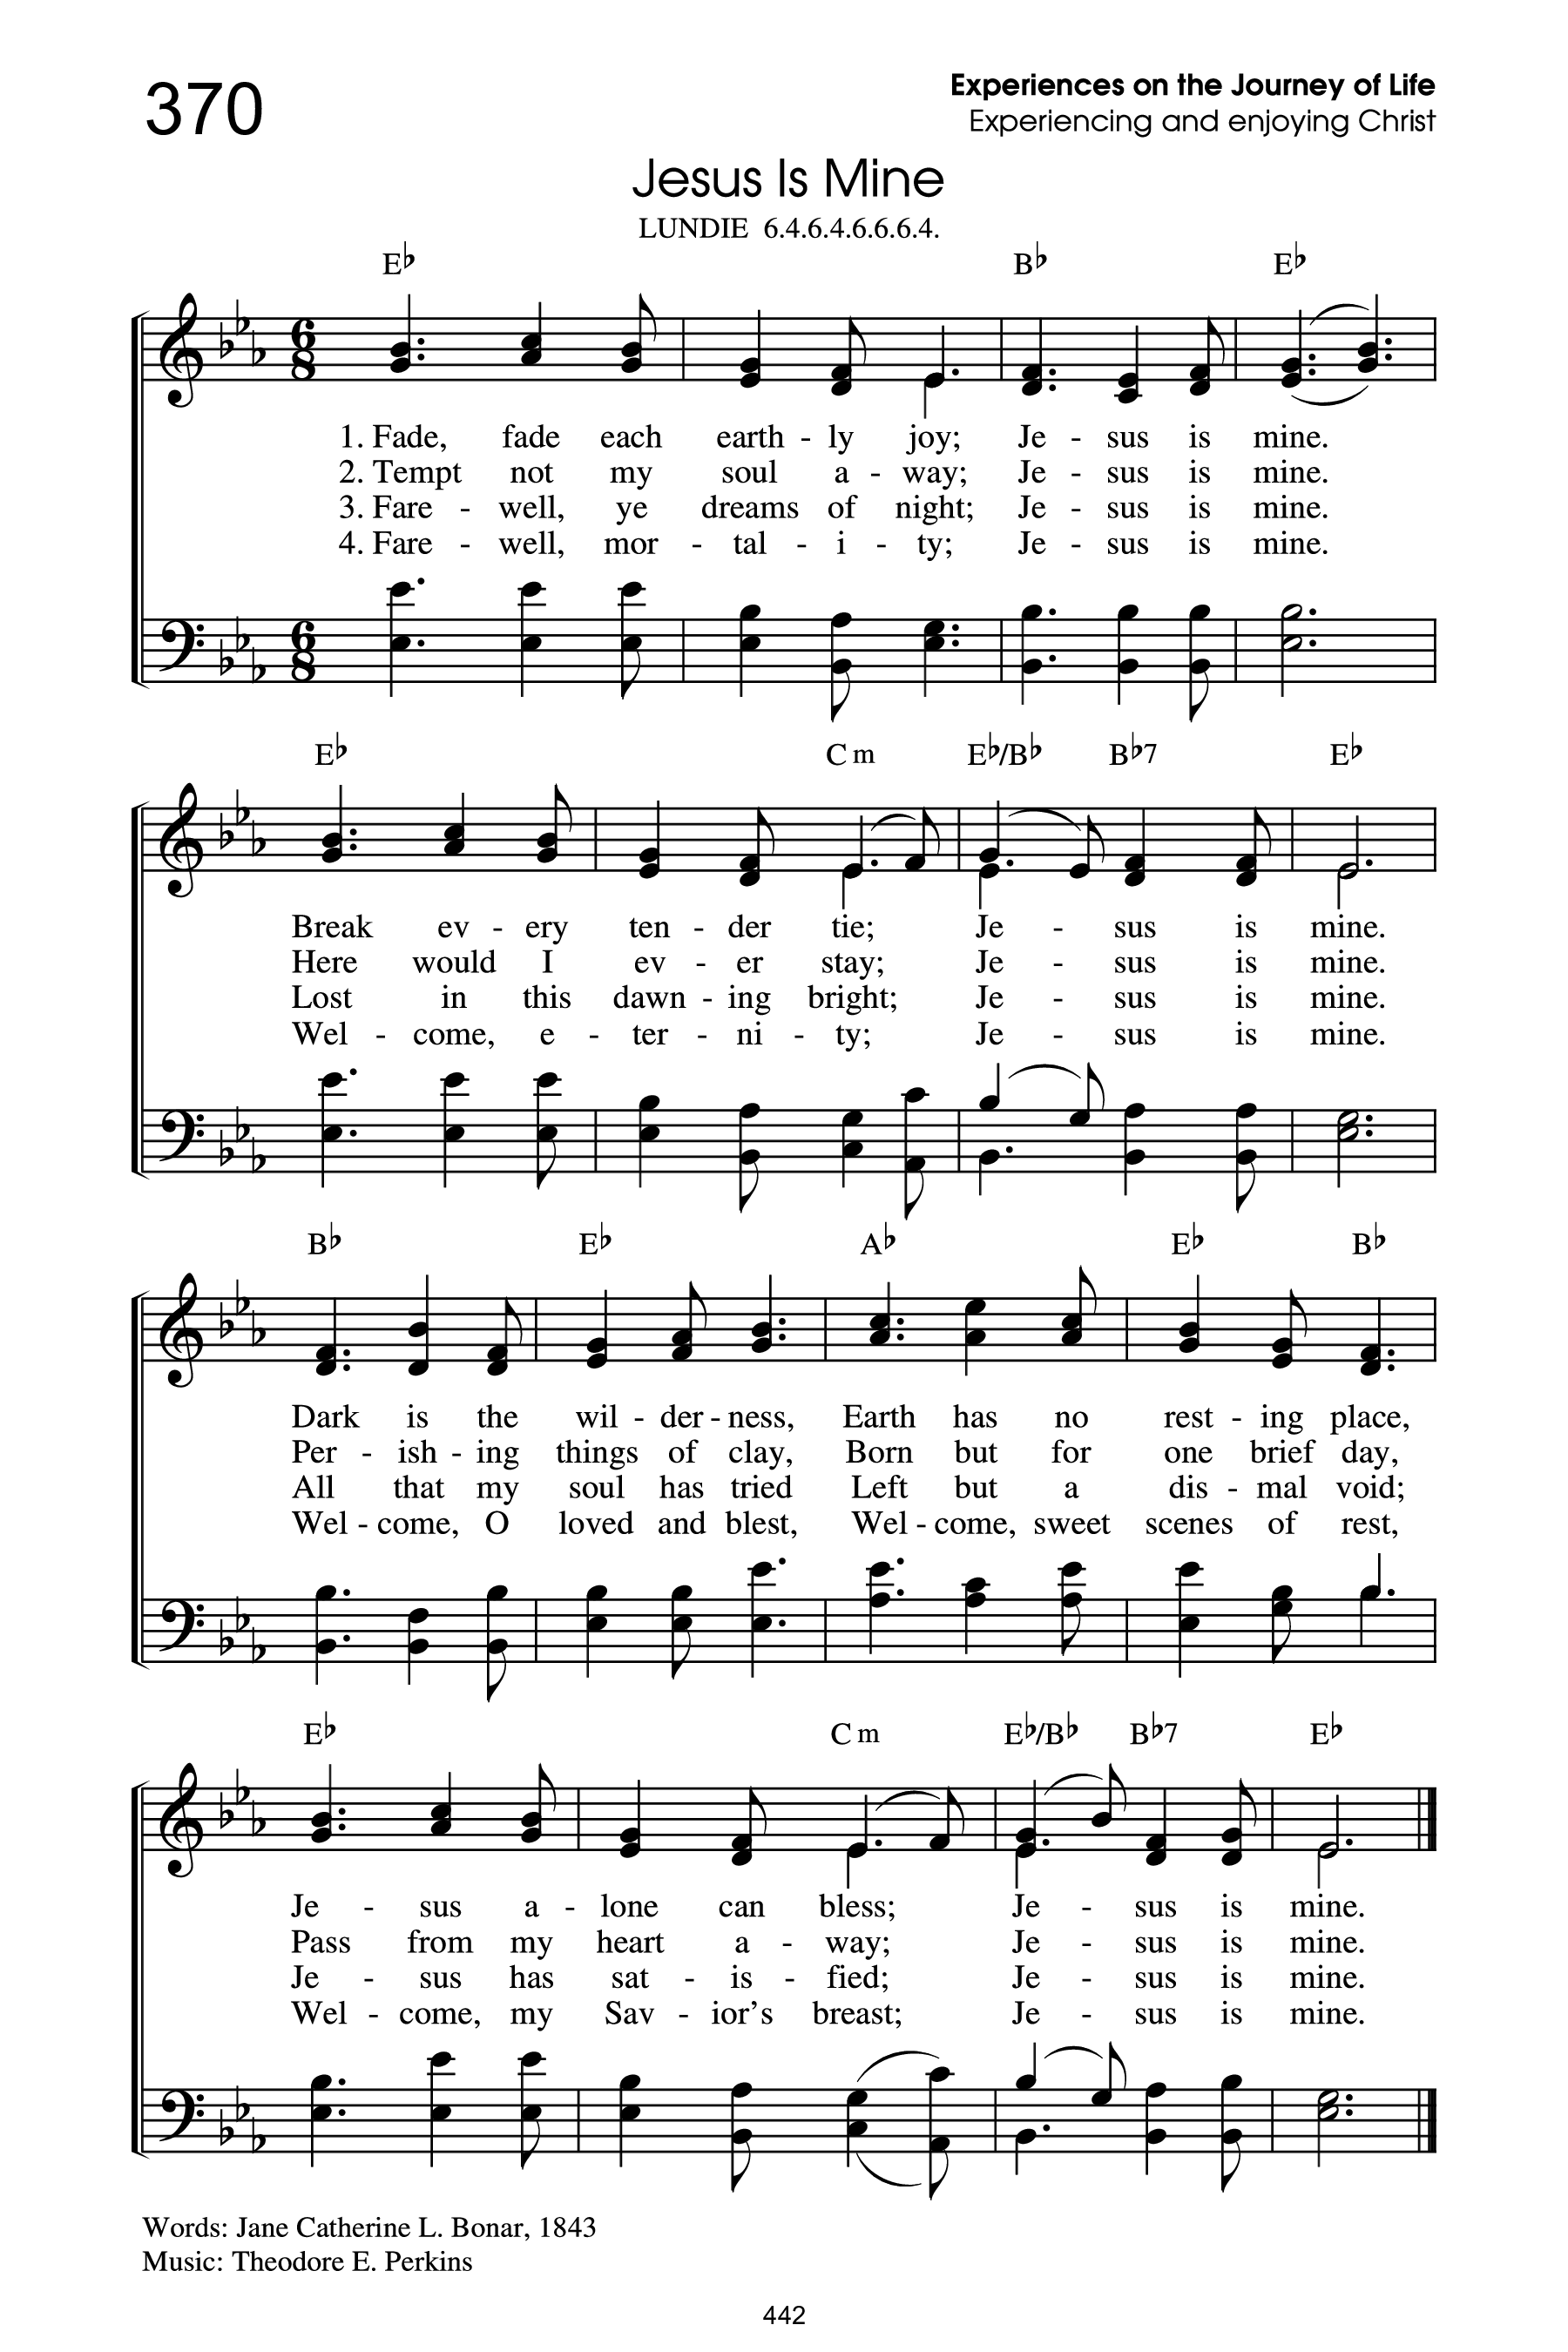 370
Experiences on the Journey of Life
Experiencing and enjoying Christ
Jesus Is Mine
LUNDIE 6.4.6.4.6.6.6.4.
E♭ B♭ E♭
1. Fade, fade each earth - ly joy; Je - sus is mine.
2. Tempt not my soul a - way; Je - sus is mine.
3. Fare - well, ye dreams of night; Je - sus is mine.
4. Fare - well, mor - tal - i - ty; Je - sus is mine.
E♭ Cm E♭/B♭ B♭7 E♭
Break ev - ery ten - der tie; Je - sus is mine.
Here would I ev - er stay; Je - sus is mine.
Lost in this dawn - ing bright; Je - sus is mine.
Wel - come, e - ter - ni - ty; Je - sus is mine.
B♭ E♭ A♭ E♭ B♭
Dark is the wil - der - ness, Earth has no rest - ing place,
Per - ish - ing things of clay, Born but for one brief day,
All that my soul has tried Left but a dis - mal void;
Wel - come, O loved and blest, Wel - come, sweet scenes of rest,
E♭ Cm E♭/B♭ B♭7 E♭
Je - sus a - lone can bless; Je - sus is mine.
Pass from my heart a - way; Je - sus is mine.
Je - sus has sat - is - fied; Je - sus is mine.
Wel - come, my Sav - ior's breast; Je - sus is mine.
Words: Jane Catherine L. Bonar, 1843
Music: Theodore E. Perkins
442